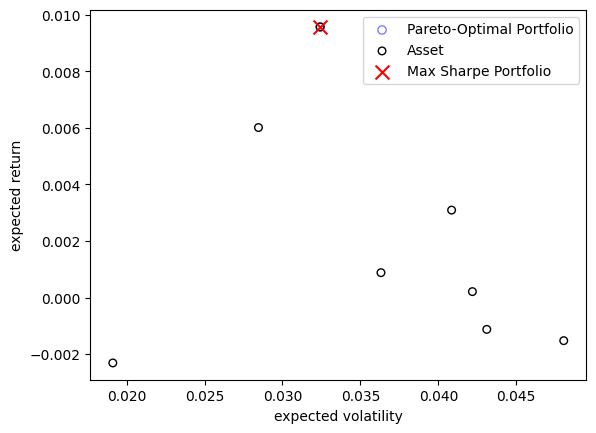 0.010
0.008
0.006
0.004
0.002
0.000
−0.002
expected return
Pareto-Optimal Portfolio
Asset
Max Sharpe Portfolio
0.020 0.025 0.030 0.035 0.040 0.045
expected volatility